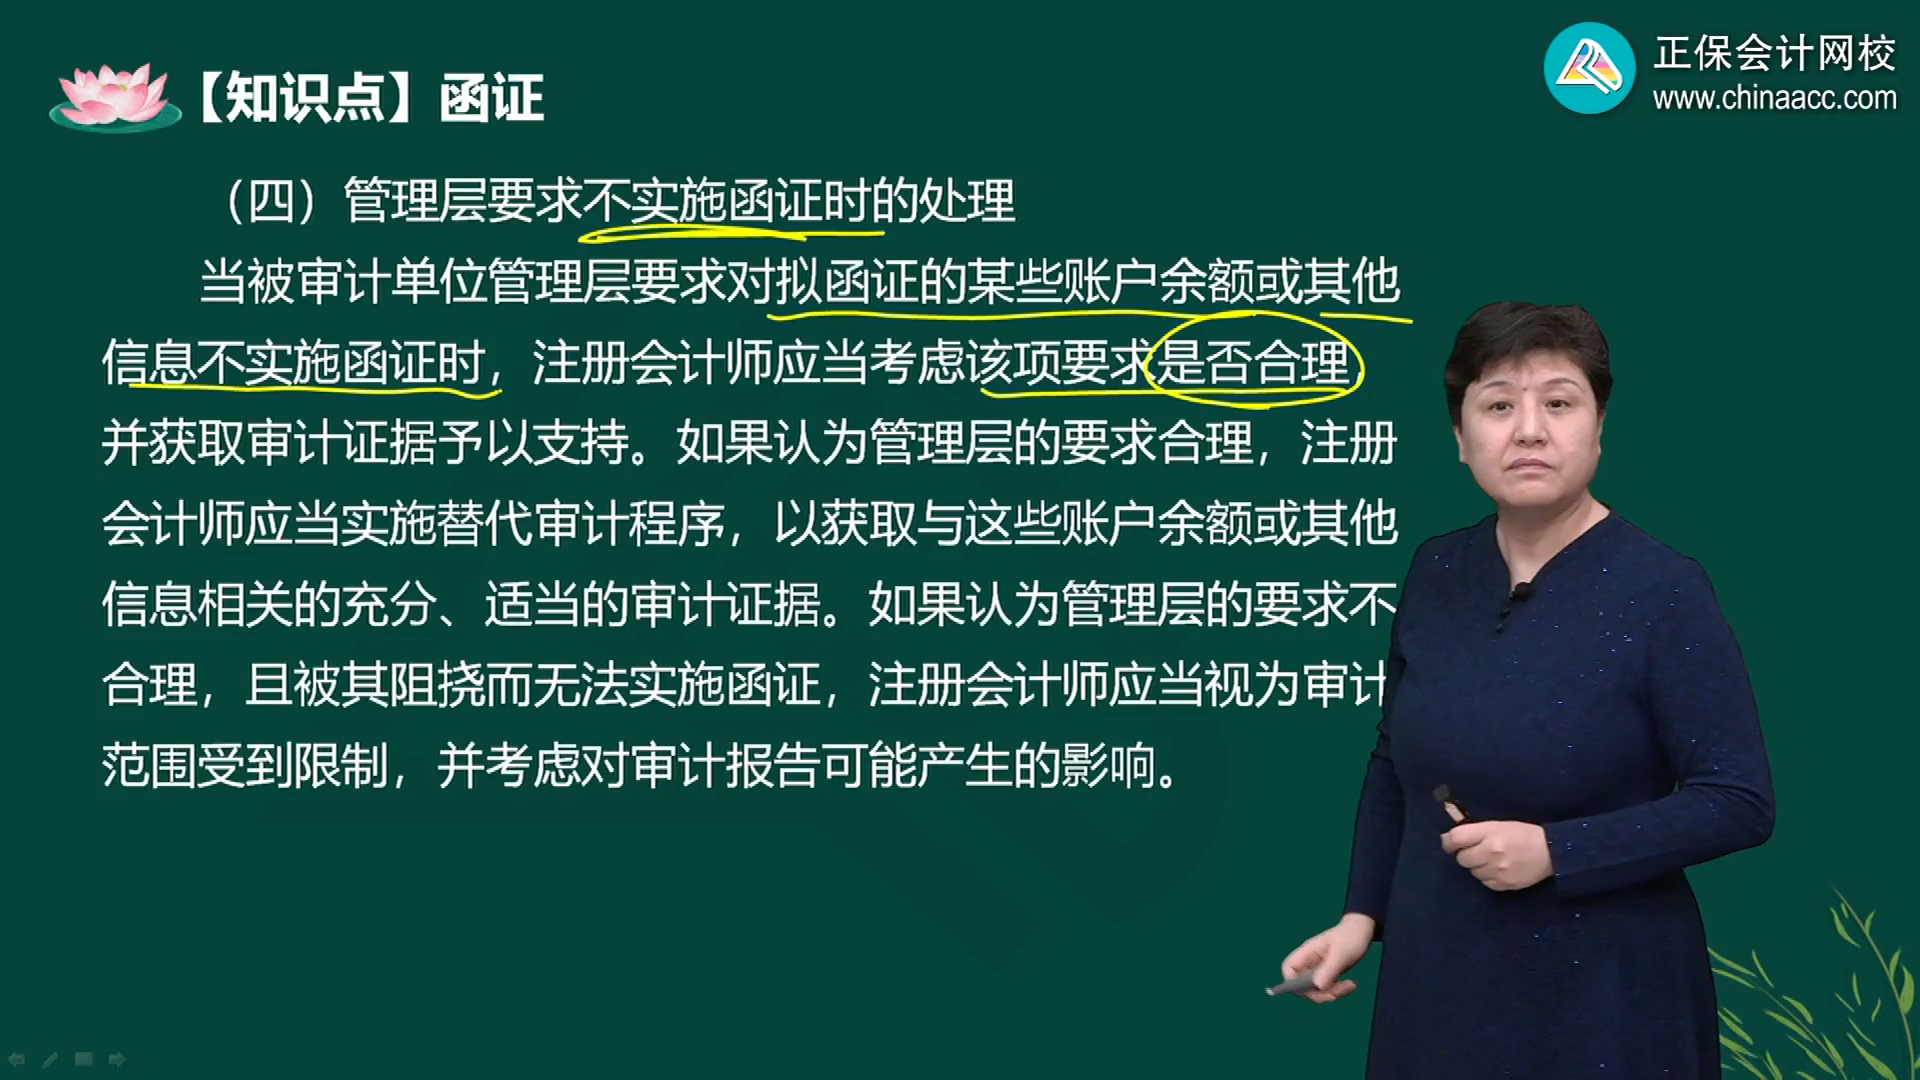 【知识点】函证
正保会计网校
www.chinaacc.com
（四）管理层要求不实施函证时的处理
当被审计单位管理层要求对拟函证的某些账户余额或其他
信息不实施函证时，注册会计师应当考虑该项要求是否合理，
并获取审计证据予以支持。如果认为管理层的要求合理，注册
会计师应当实施替代审计程序，以获取与这些账户余额或其他
信息相关的充分、适当的审计证据。如果认为管理层的要求不
合理，且被其阻挠而无法实施函证，注册会计师应当视为审计
范围受到限制，并考虑对审计报告可能产生的影响。